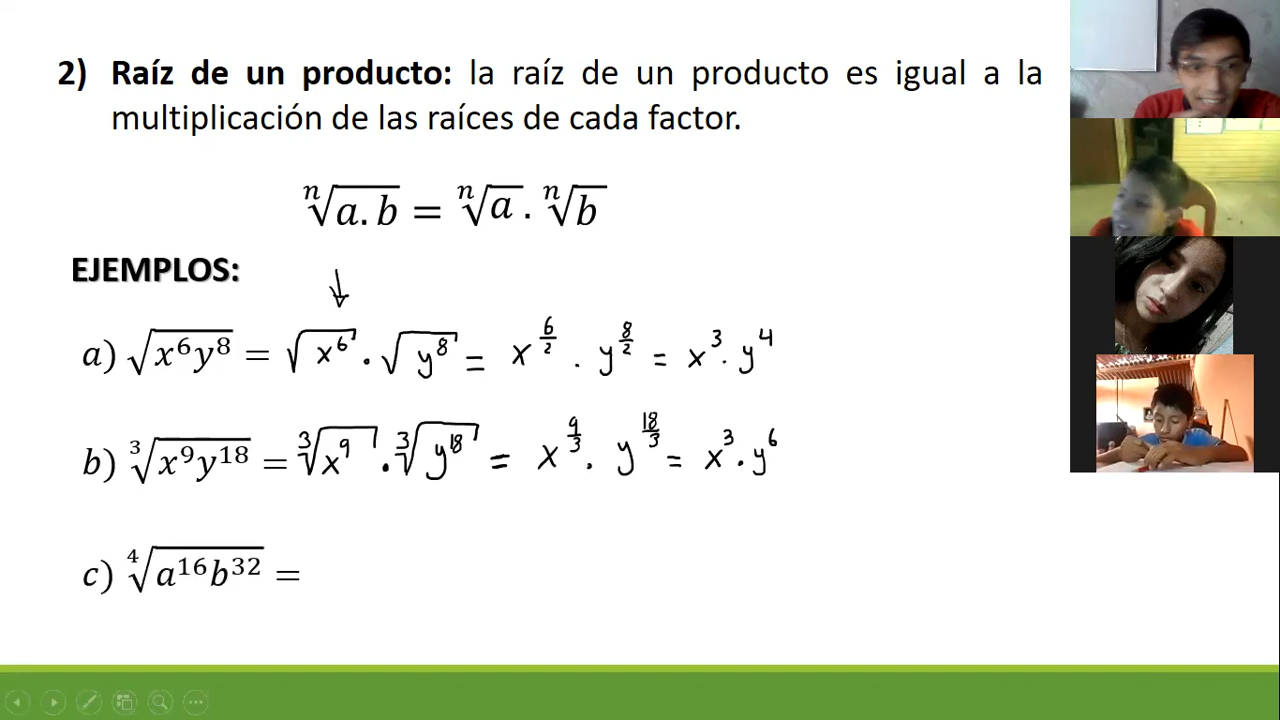 2) Raíz de un producto: la raíz de un producto es igual a la
multiplicación de las raíces de cada factor.
ⁿ√(a.b) = ⁿ√a . ⁿ√b
EJEMPLOS:
a) √(x⁶y⁸) = √(x⁶) . √(y⁸) = x^(6/2) . y^(8/2) = x³ . y⁴
b) ³√(x⁹y¹⁸) = ³√(x⁹) . ³√(y¹⁸) = x^(9/3) . y^(18/3) = x³ . y⁶
c) ⁴√(a¹⁶b³²) =